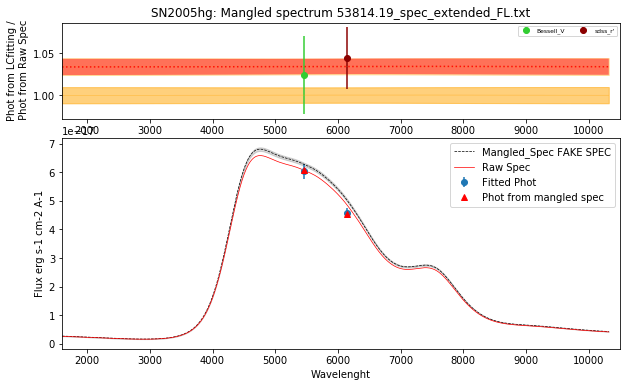 SN2005hg: Mangled spectrum 53814.19_spec_extended_FL.txt
Phot from LCfitting /
Phot from Raw Spec
1.05
1.00
Bessell_V
sdss_r'
2000 3000 4000 5000 6000 7000 8000 9000 10000
1e−17
Flux erg s-1 cm-2 A-1
7
6
5
4
3
2
1
0
Mangled_Spec FAKE SPEC
Raw Spec
Fitted Phot
Phot from mangled spec
2000 3000 4000 5000 6000 7000 8000 9000 10000
Wavelenght